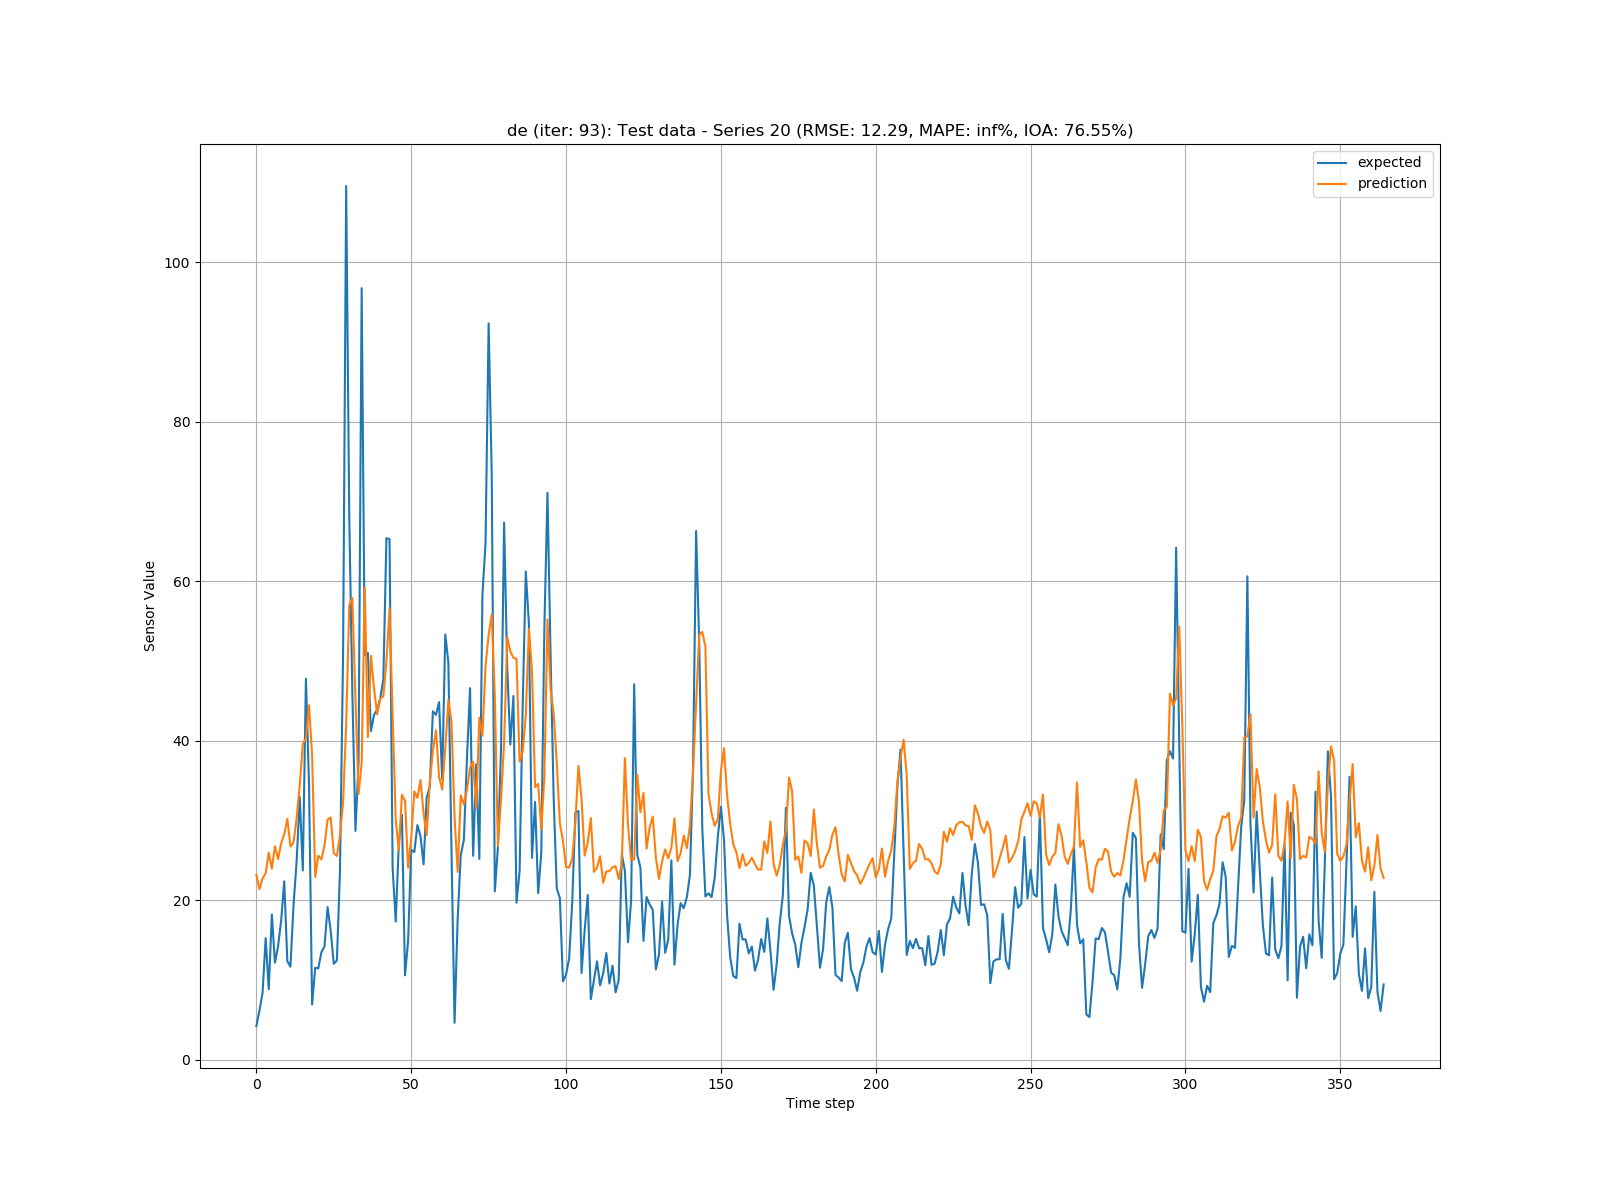 de (iter: 93): Test data - Series 20 (RMSE: 12.29, MAPE: inf%, IOA: 76.55%)
expected
prediction
100
80
60
40
20
0
Sensor Value
0 50 100 150 200 250 300 350
Time step